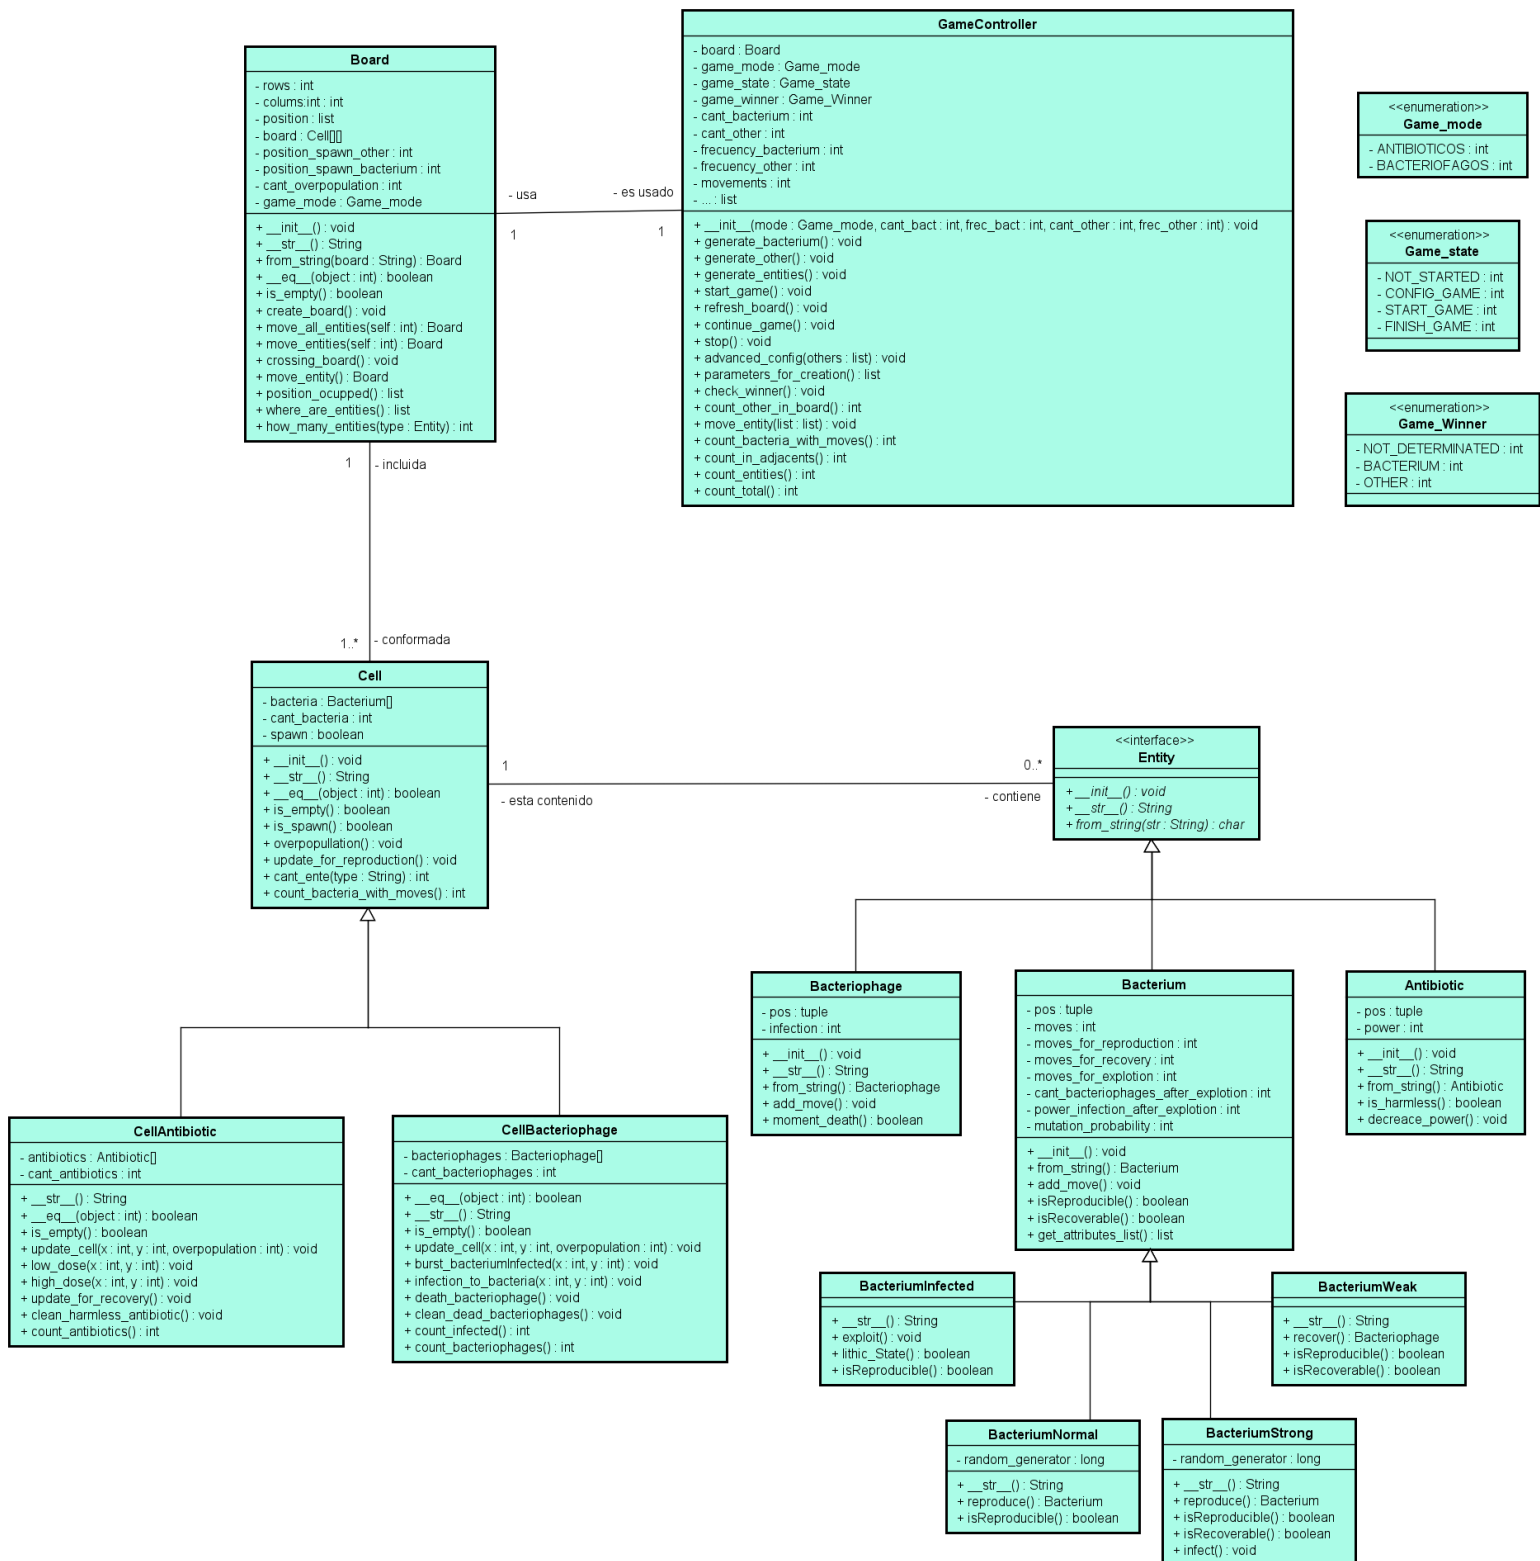 Board
- rows : int
- colums:int : int
- position : list
- board : Cell[][]
- position_spawn_other : int
- position_spawn_bacterium : int
- cant_overpopulation : int
- game_mode : Game_mode
+ __init__() : void
+ __str__() : String
+ from_string(board : String) : Board
+ __eq__(object : int) : boolean
+ is_empty() : boolean
+ create_board() : void
+ move_all_entities(self : int) : Board
+ move_entities(self : int) : Board
+ crossing_board() : void
+ move_entity() : Board
+ position_ocupped() : list
+ where_are_entities() : list
+ how_many_entities(type : Entity) : int
- usa
1
- es usado
1
GameController
- board : Board
- game_mode : Game_mode
- game_state : Game_state
- game_winner : Game_Winner
- cant_bacterium : int
- cant_other : int
- frecuency_bacterium : int
- frecuency_other : int
- movements : int
- ... : list
+ __init__(mode : Game_mode, cant_bact : int, frec_bact : int, cant_other : int, frec_other : int) : void
+ generate_bacterium() : void
+ generate_other() : void
+ generate_entities() : void
+ start_game() : void
+ refresh_board() : void
+ continue_game() : void
+ stop() : void
+ advanced_config(others : list) : void
+ parameters_for_creation() : list
+ check_winner() : void
+ count_other_in_board() : int
+ move_entity(list : list) : void
+ count_bacteria_with_moves() : int
+ count_in_adjacents() : int
+ count_entities() : int
+ count_total() : int
<<enumeration>>
Game_mode
- ANTIBIOTICOS : int
- BACTERIOFAGOS : int
<<enumeration>>
Game_state
- NOT_STARTED : int
- CONFIG_GAME : int
- START_GAME : int
- FINISH_GAME : int
<<enumeration>>
Game_Winner
- NOT_DETERMINATED : int
- BACTERIUM : int
- OTHER : int
1
- incluida
1..*
- conformada
Cell
- bacteria : Bacterium[]
- cant_bacteria : int
- spawn : boolean
+ __init__() : void
+ __str__() : String
+ __eq__(object : int) : boolean
+ is_empty() : boolean
+ is_spawn() : boolean
+ overpopullation() : void
+ update_for_reproduction() : void
+ cant_ente(type : String) : int
+ count_bacteria_with_moves() : int
1
- esta contenido
0..*
- contiene
<<interface>>
Entity
+ __init__() : void
+ __str__() : String
+ from_string(str : String) : char
Bacteriophage
- pos : tuple
- infection : int
+ __init__() : void
+ __str__() : String
+ from_string() : Bacteriophage
+ add_move() : void
+ moment_death() : boolean
Bacterium
- pos : tuple
- moves : int
- moves_for_reproduction : int
- moves_for_recovery : int
- moves_for_explotion : int
- cant_bacteriophages_after_explotion : int
- power_infection_after_explotion : int
- mutation_probability : int
+ __init__() : void
+ from_string() : Bacterium
+ add_move() : void
+ isReproducible() : boolean
+ isRecoverable() : boolean
+ get_attributes_list() : list
Antibiotic
- pos : tuple
- power : int
+ __init__() : void
+ __str__() : String
+ from_string() : Antibiotic
+ is_harmless() : boolean
+ decreace_power() : void
CellAntibiotic
- antibiotics : Antibiotic[]
- cant_antibiotics : int
+ __str__() : String
+ __eq__(object : int) : boolean
+ is_empty() : boolean
+ update_cell(x : int, y : int, overpopulation : int) : void
+ low_dose(x : int, y : int) : void
+ high_dose(x : int, y : int) : void
+ update_for_recovery() : void
+ clean_harmless_antibiotic() : void
+ count_antibiotics() : int
CellBacteriophage
- bacteriophages : Bacteriophage[]
- cant_bacteriophages : int
+ __eq__(object : int) : boolean
+ __str__() : String
+ is_empty() : boolean
+ update_cell(x : int, y : int, overpopulation : int) : void
+ burst_bacteriumInfected(x : int, y : int) : void
+ infection_to_bacteria(x : int, y : int) : void
+ death_bacteriophage() : void
+ clean_dead_bacteriophages() : void
+ count_infected() : int
+ count_bacteriophages() : int
BacteriumInfected
+ __str__() : String
+ exploit() : void
+ lithic_State() : boolean
+ isReproducible() : boolean
BacteriumWeak
+ __str__() : String
+ recover() : Bacteriophage
+ isReproducible() : boolean
+ isRecoverable() : boolean
BacteriumNormal
- random_generator : long
+ __str__() : String
+ reproduce() : Bacterium
+ isReproducible() : boolean
BacteriumStrong
- random_generator : long
+ __str__() : String
+ reproduce() : Bacterium
+ isReproducible() : boolean
+ isRecoverable() : boolean
+ infect() : void